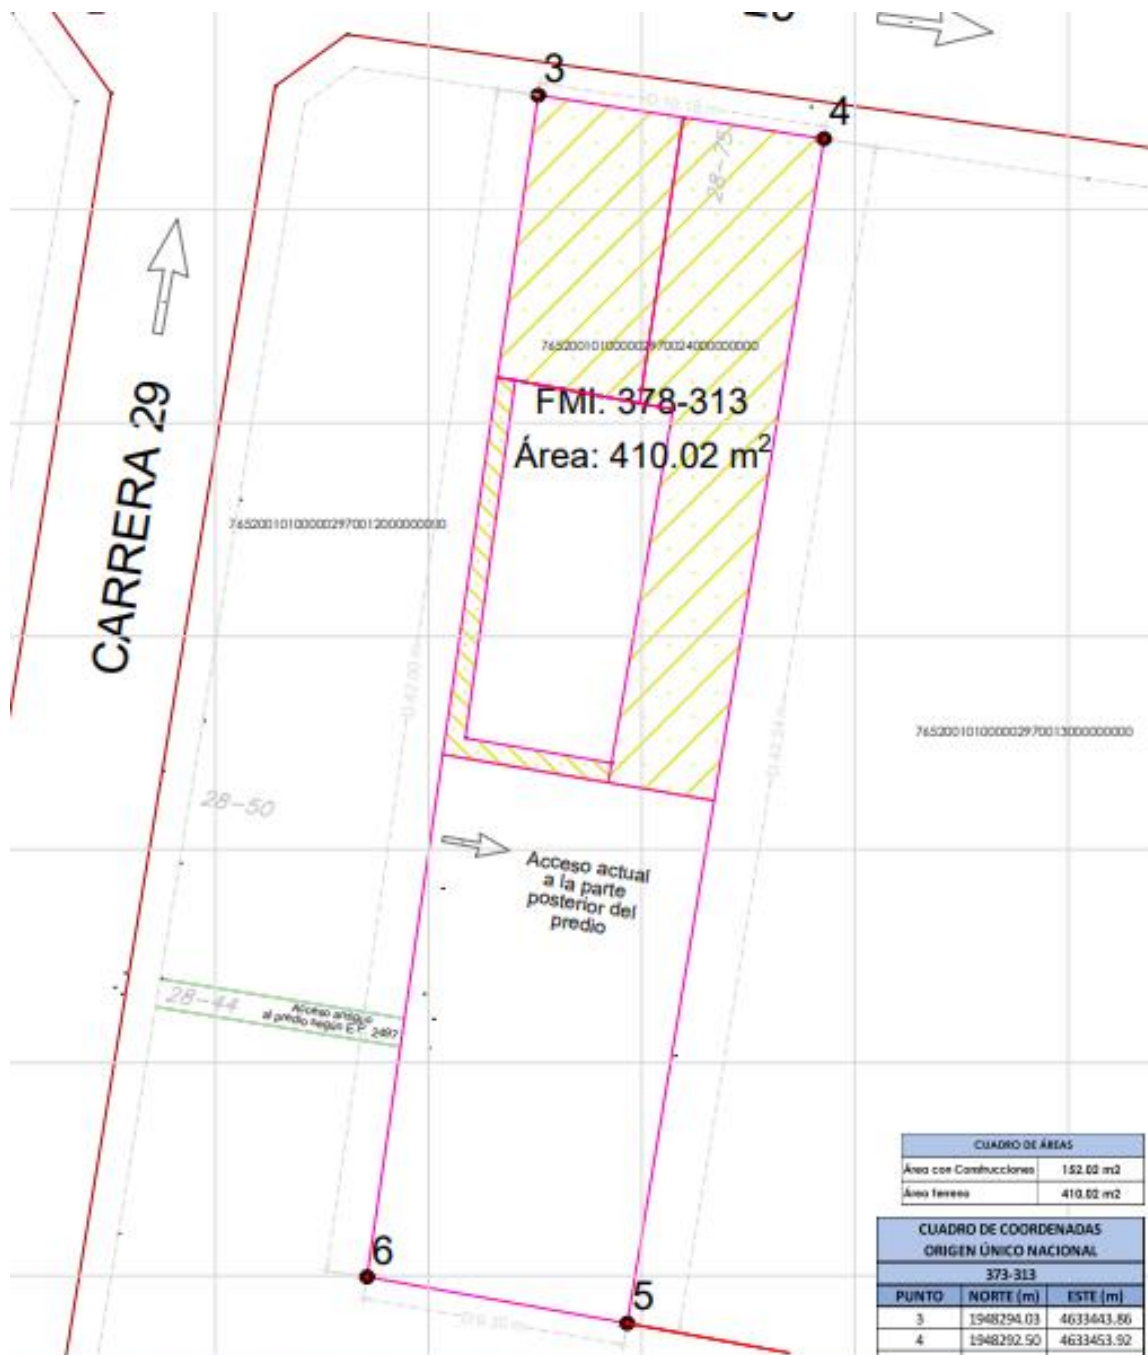 3
4
28-75
765200101000002970024000000000
FMI: 378-313
Área: 410.02 m²
CARRERA 29
765200101000002970012000000000
765200101000002970013000000000
28-50
Acceso actual
a la parte
posterior del
predio
28-44
Acceso antiguo
al predio según E.P. 2497
6
5
CUADRO DE ÁREAS
Área con Construcciones 152.02 m2
Área terreno 410.02 m2
CUADRO DE COORDENADAS
ORIGEN ÚNICO NACIONAL
373-313
PUNTO NORTE (m) ESTE (m)
3 1948294.03 4633443.86
4 1948292.50 4633453.92